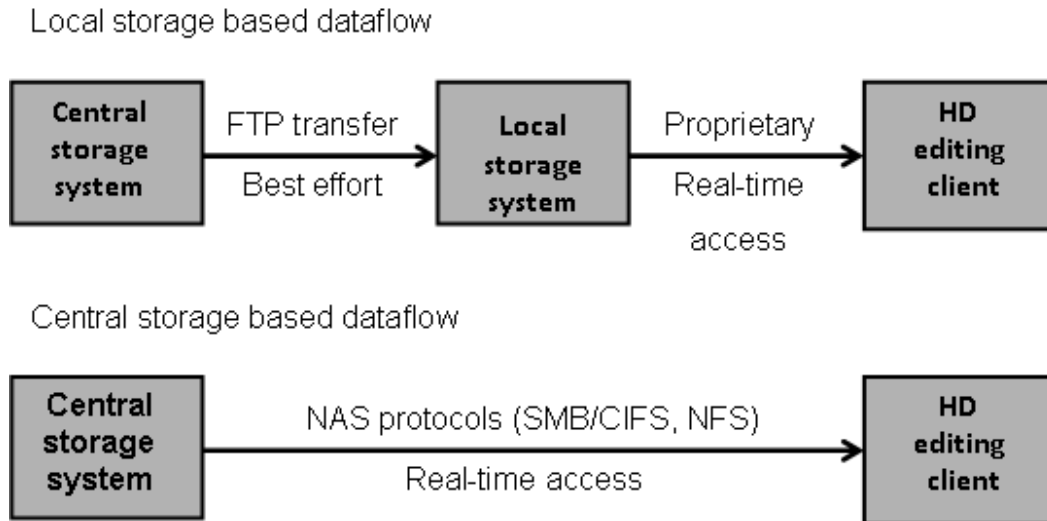 Local storage based dataflow
Central
storage
system
FTP transfer
Best effort
Local
storage
system
Proprietary
Real-time
access
HD
editing
client
Central storage based dataflow
Central
storage
system
NAS protocols (SMB/CIFS, NFS)
Real-time access
HD
editing
client